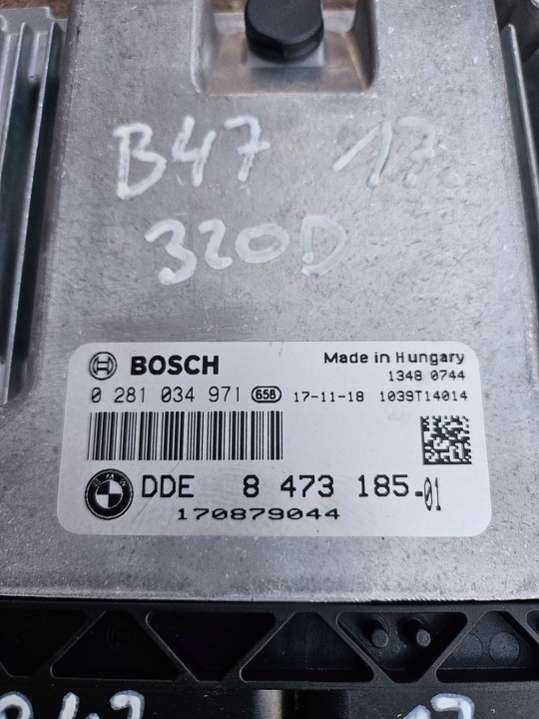 B47 17
320D
BOSCH Made in Hungary
1348 0744
0 281 034 971 658 17-11-18 1039T14014
DDE 8 473 185-01
170879044